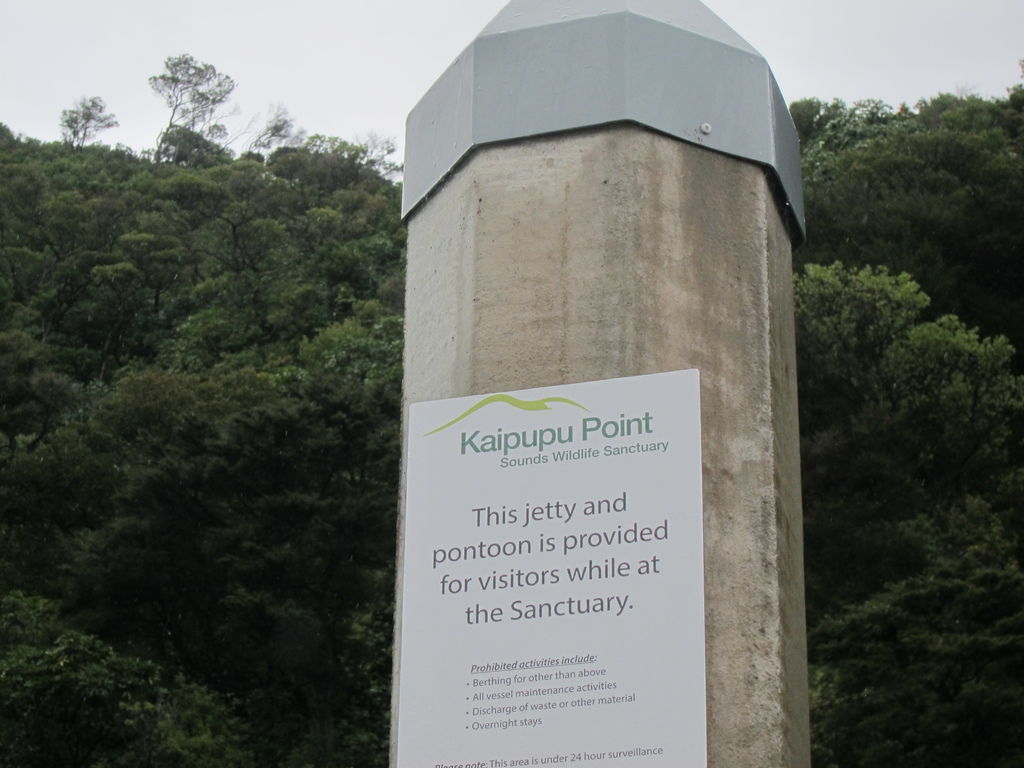 Kaipupu Point
Sounds Wildlife Sanctuary
This jetty and
pontoon is provided
for visitors while at
the Sanctuary.
Prohibited activities include:
• Berthing for other than above
• All vessel maintenance activities
• Discharge of waste or other material
• Overnight stays
Please note: This area is under 24 hour surveillance